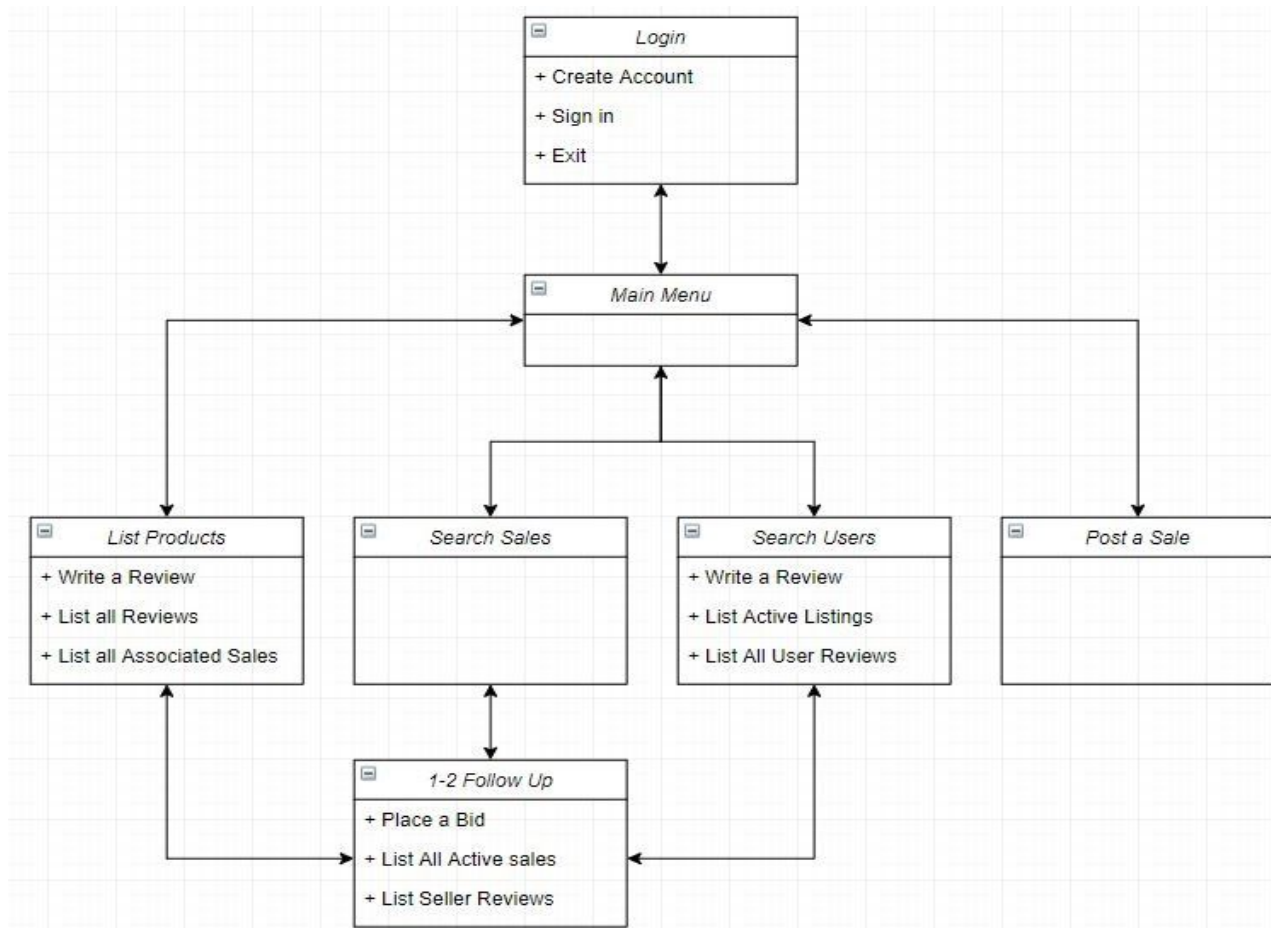 Login
+ Create Account
+ Sign in
+ Exit
Main Menu
List Products
+ Write a Review
+ List all Reviews
+ List all Associated Sales
Search Sales
Search Users
+ Write a Review
+ List Active Listings
+ List All User Reviews
Post a Sale
1-2 Follow Up
+ Place a Bid
+ List All Active sales
+ List Seller Reviews